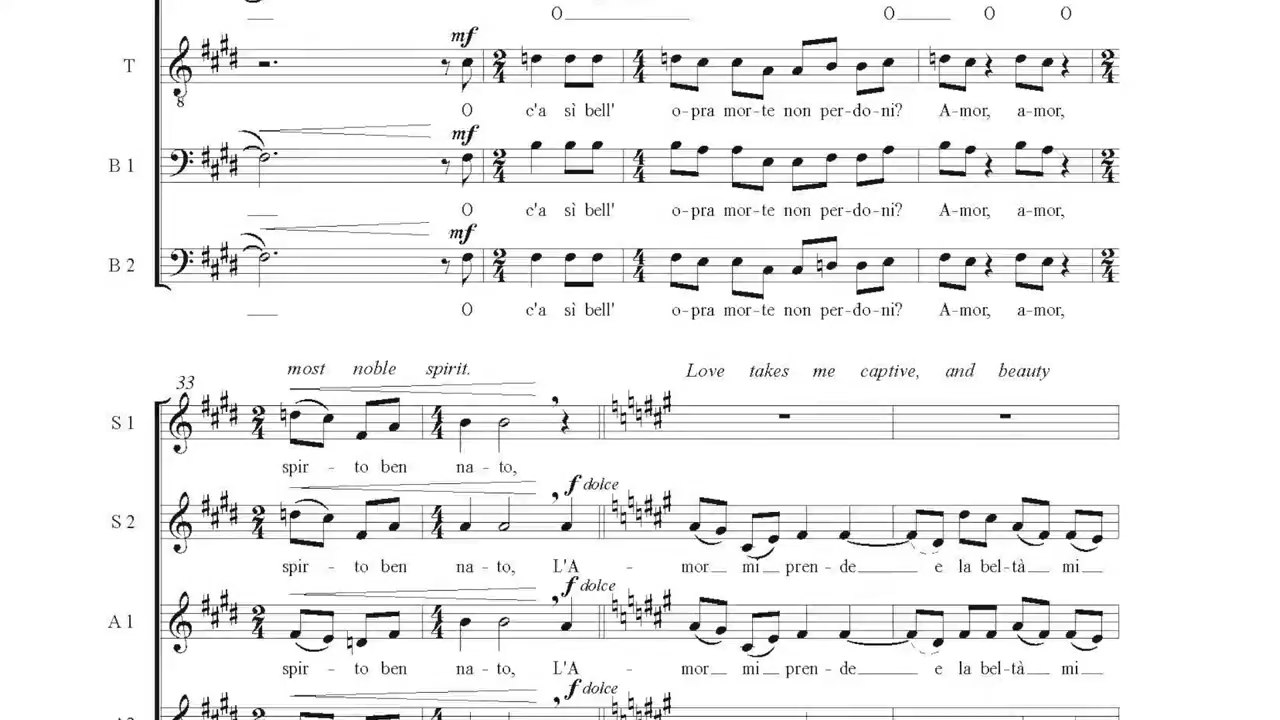 O O O O
mf
T
8
O c'a sì bell' o-pra mor-te non per-do-ni? A-mor, a-mor,
mf
B 1
O c'a sì bell' o-pra mor-te non per-do-ni? A-mor, a-mor,
mf
B 2
O c'a sì bell' o-pra mor-te non per-do-ni? A-mor, a-mor,
most noble spirit. Love takes me captive, and beauty
33
S 1
spir - to ben na - to,
f dolce
S 2
spir - to ben na - to, L'A - mor mi pren - de e la bel-tà mi
f dolce
A 1
spir - to ben na - to, L'A - mor mi pren - de e la bel-tà mi
f dolce